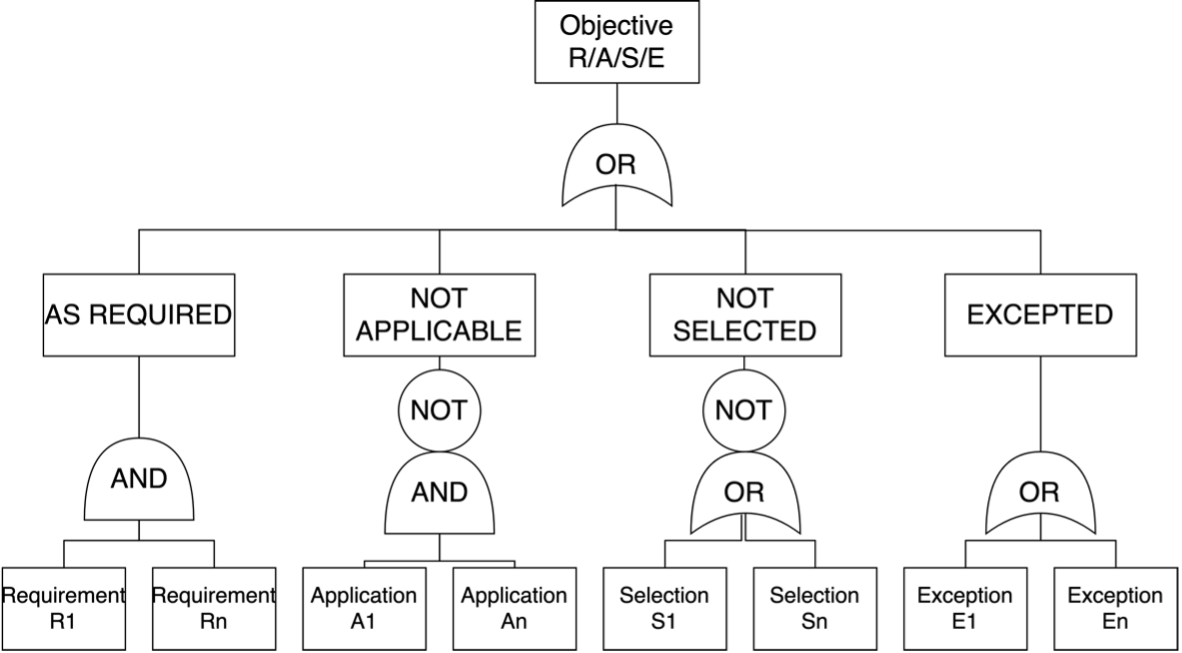 Objective
R/A/S/E
OR
AS REQUIRED
NOT
APPLICABLE
NOT
SELECTED
EXCEPTED
NOT
NOT
AND
AND
OR
OR
Requirement
R1
Requirement
Rn
Application
A1
Application
An
Selection
S1
Selection
Sn
Exception
E1
Exception
En